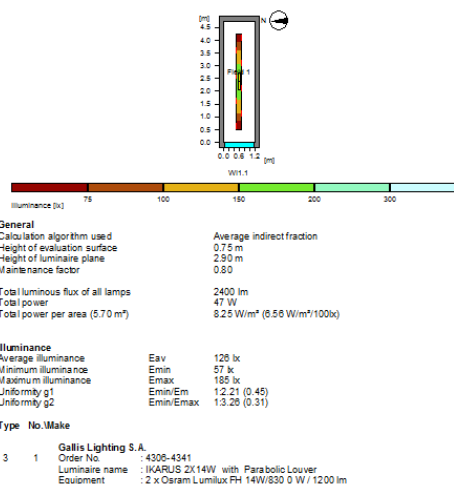 [m]
N
4.5
4.0
3.5
3.0
2.5
2.0
1.5
1.0
0.5
0.0
0.0 0.6 1.2 [m]
W/1.1
Illuminance [lx]
75 100 150 200 300
General
Calculation algorithm used Average indirect fraction
Height of evaluation surface 0.75 m
Height of luminaire plane 2.90 m
Maintenance factor 0.80
Total luminous flux of all lamps 2400 lm
Total power 47 W
Total power per area (5.70 m²) 8.25 W/m² (6.56 W/m²/100lx)
Illuminance
Average illuminance Eav 126 lx
Minimum illuminance Emin 57 lx
Maximum illuminance Emax 185 lx
Uniformity g1 Emin/Em 1:2.21 (0.45)
Uniformity g2 Emin/Emax 1:3.26 (0.31)
Type No.\Make
Gallis Lighting S.A.
3 1 Order No. : 4306-4341
Luminaire name : IKARUS 2X14W with Parabolic Louver
Equipment : 2 x Osram Lumilux FH 14W/830 0 W / 1200 lm